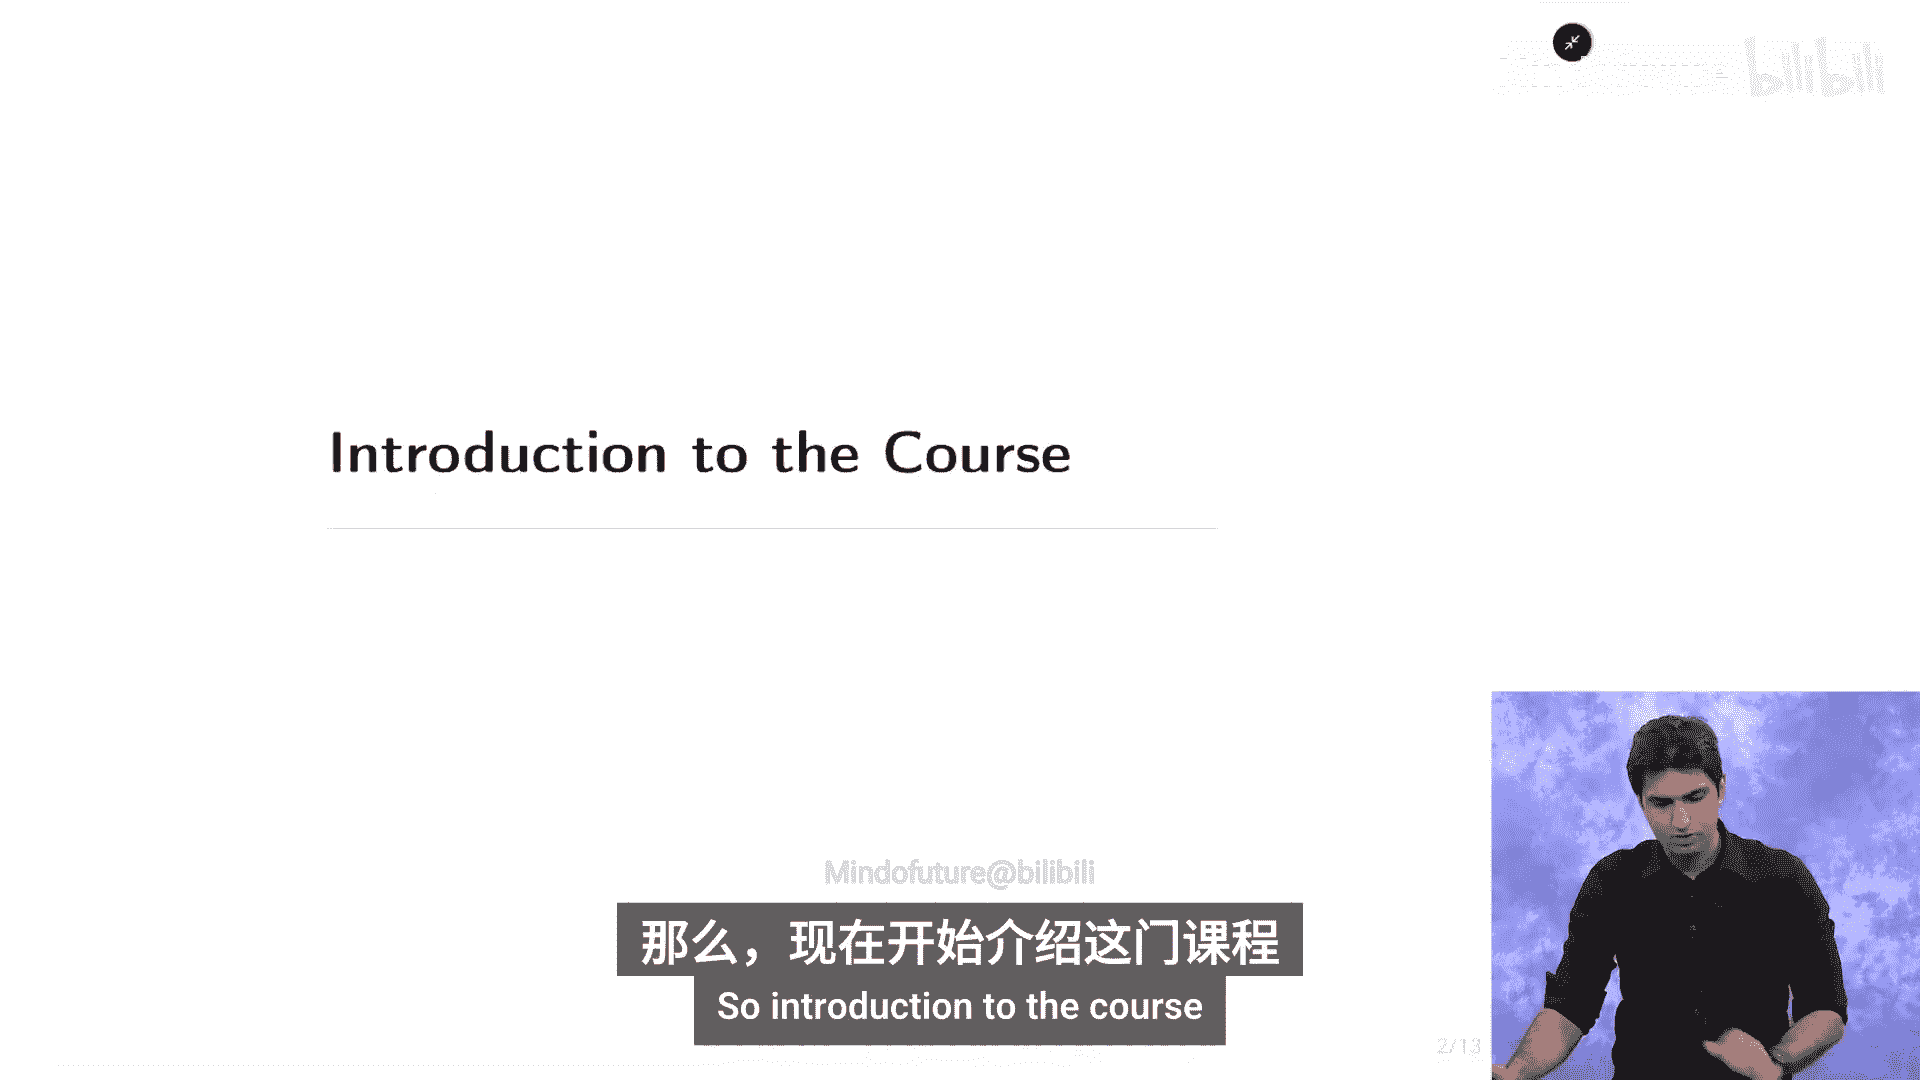 bilibili
Introduction to the Course
Mindofuture@bilibili
那么，现在开始介绍这门课程
So introduction to the course
2/13